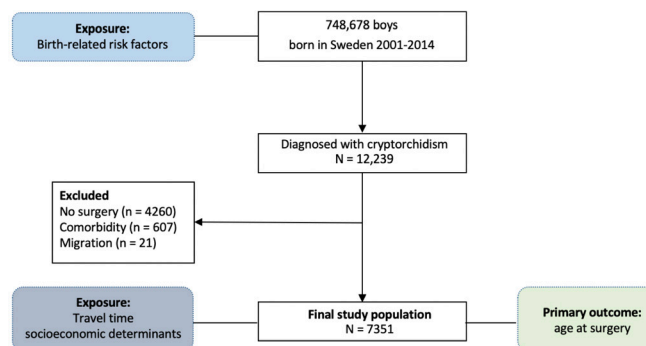 Exposure:
Birth-related risk factors
748,678 boys
born in Sweden 2001-2014
Diagnosed with cryptorchidism
N = 12,239
Excluded
No surgery (n = 4260)
Comorbidity (n = 607)
Migration (n = 21)
Exposure:
Travel time
socioeconomic determinants
Final study population
N = 7351
Primary outcome:
age at surgery